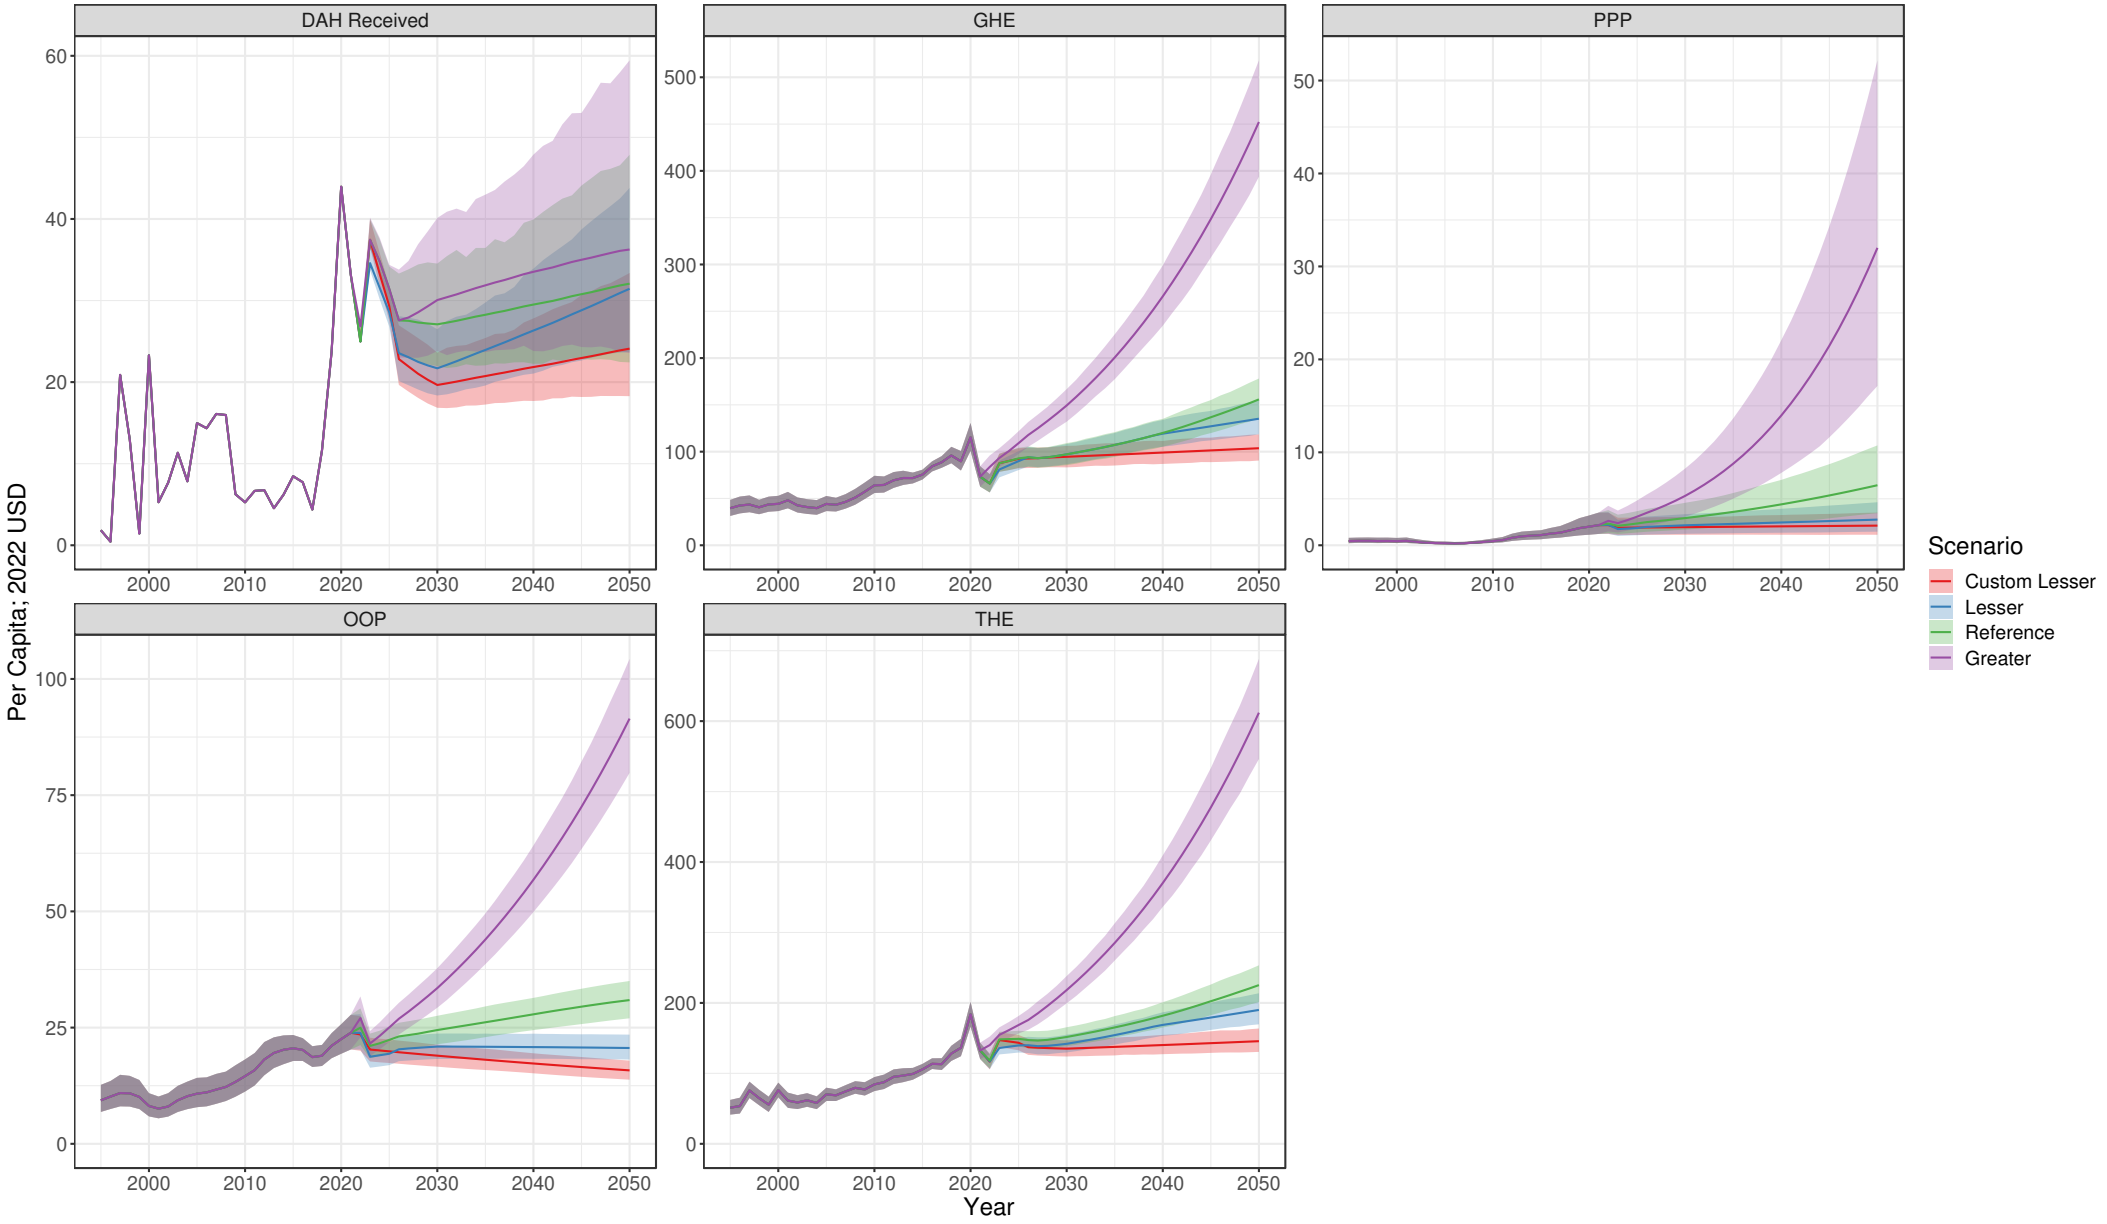 DAH Received
GHE
PPP
60
40
20
0
500
400
300
200
100
0
50
40
30
20
10
0
2000 2010 2020 2030 2040 2050
2000 2010 2020 2030 2040 2050
2000 2010 2020 2030 2040 2050
Per Capita; 2022 USD
OOP
THE
100
75
50
25
0
600
400
200
0
2000 2010 2020 2030 2040 2050
2000 2010 2020 2030 2040 2050
Year
Scenario
Custom Lesser
Lesser
Reference
Greater